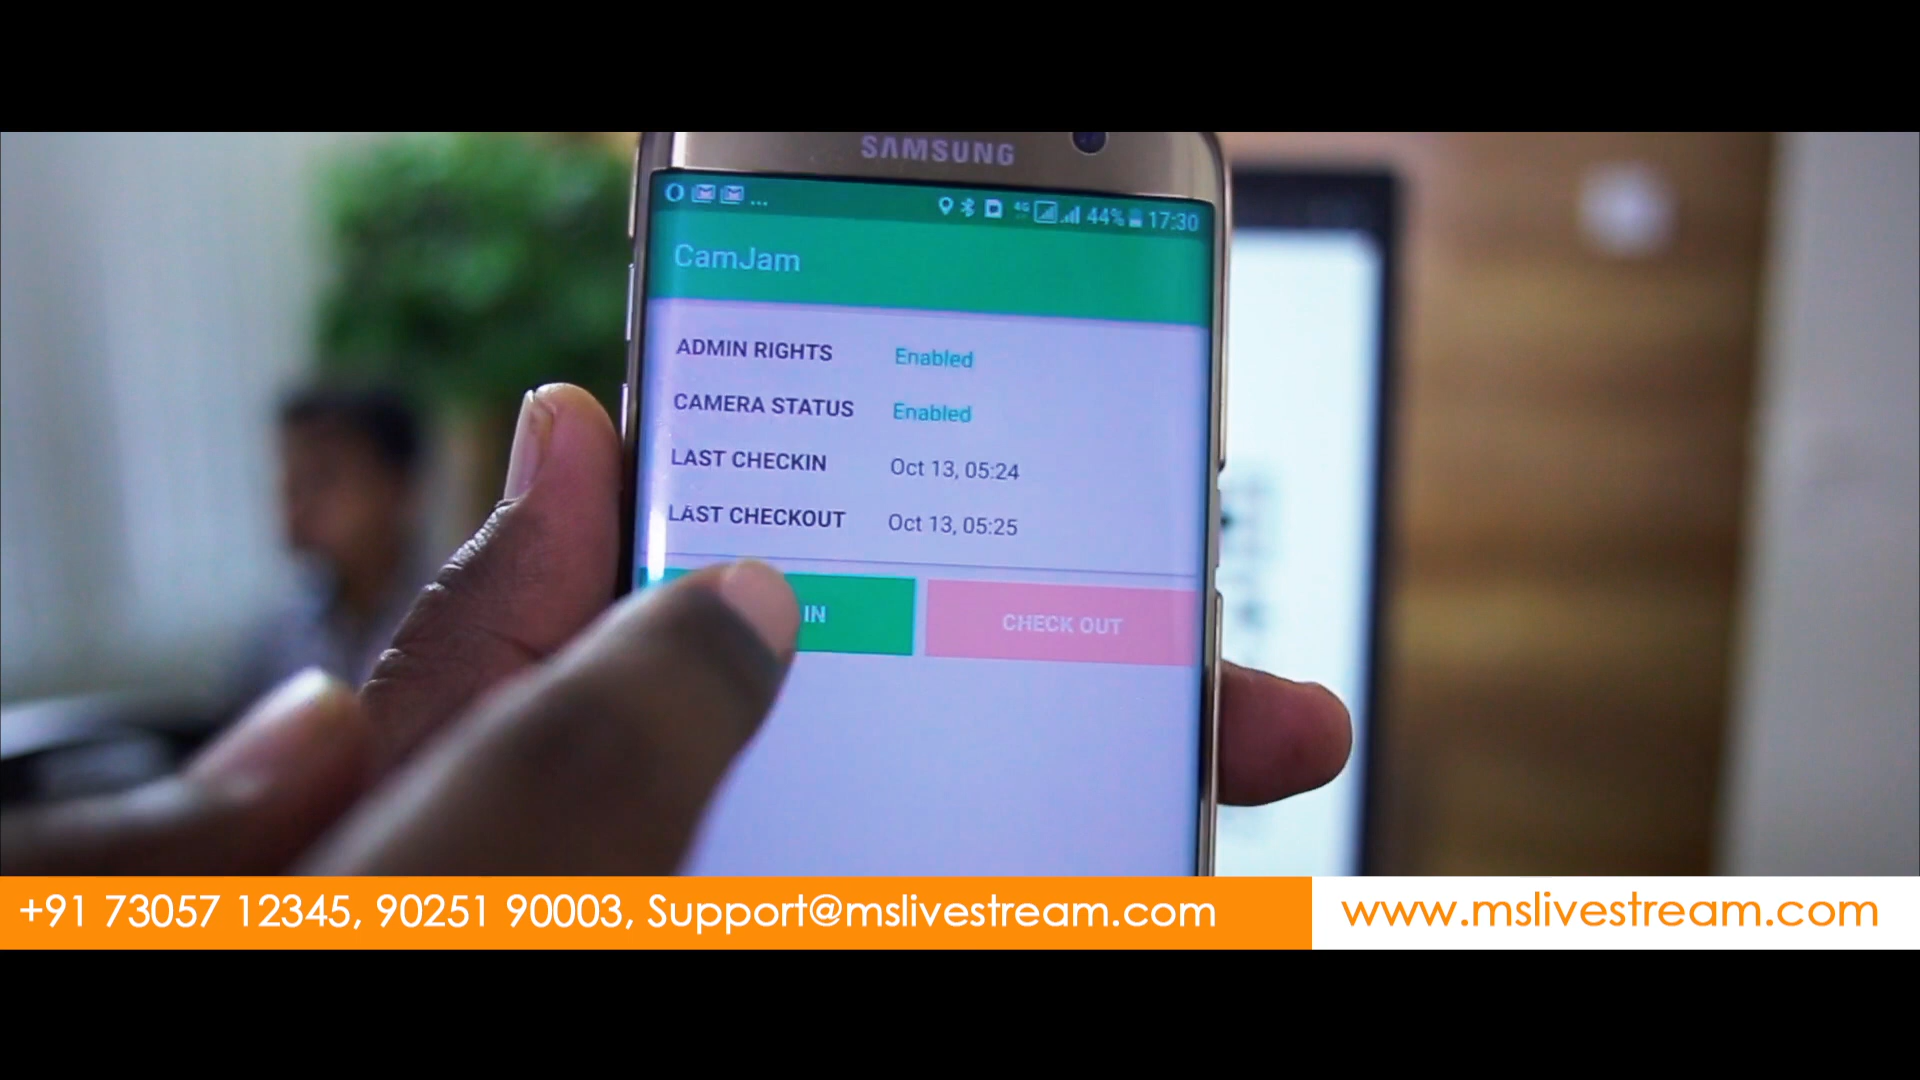 SAMSUNG
... 4G 44% 17:30
CamJam
ADMIN RIGHTS Enabled
CAMERA STATUS Enabled
LAST CHECKIN Oct 13, 05:24
LAST CHECKOUT Oct 13, 05:25
IN CHECK OUT
+91 73057 12345, 90251 90003, Support@mslivestream.com www.mslivestream.com